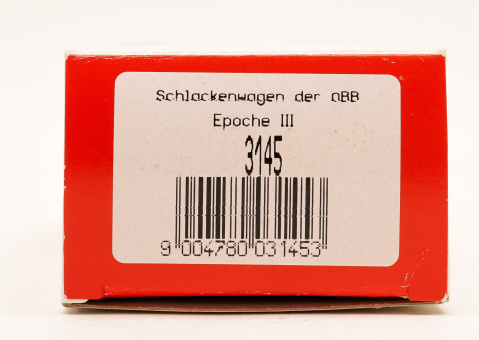 Schlackenwagen der öBB
Epoche III
3145
9 004780 031453